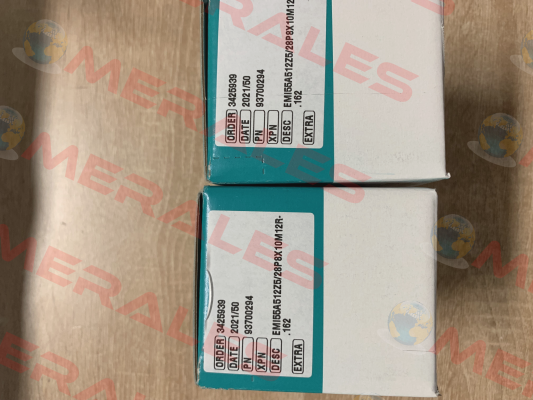 ORDER 3425939
DATE 2021/50
PN 93700294
XPN
DESC EMI55A512Z5/28P8X10M12
.162
EXTRA
ORDER 3425939
DATE 2021/50
PN 93700294
XPN
DESC EMI55A512Z5/28P8X10M12R-
.162
EXTRA
MERALES